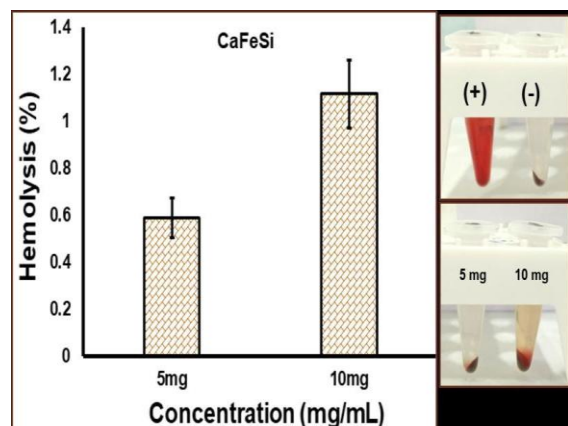 CaFeSi
Hemolysis (%)
1.4
1.2
1
0.8
0.6
0.4
0.2
0
5mg
10mg
Concentration (mg/mL)
(+)
(-)
5 mg
10 mg